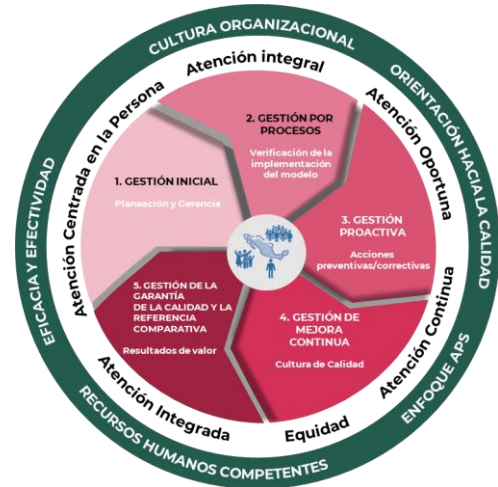 CULTURA ORGANIZACIONAL
ORIENTACIÓN HACIA LA CALIDAD
ENFOQUE APS
RECURSOS HUMANOS COMPETENTES
EFICACIA Y EFECTIVIDAD
Atención Centrada en la Persona
Atención integral
Atención Oportuna
Atención Continua
Equidad
Atención Integrada
1. GESTIÓN INICIAL
Planeación y Gerencia
2. GESTIÓN POR
PROCESOS
Verificación de la
implementación
del modelo
3. GESTIÓN
PROACTIVA
Acciones
preventivas/correctivas
4. GESTIÓN DE
MEJORA
CONTINUA
Cultura de Calidad
5. GESTIÓN DE LA
GARANTÍA
DE LA CALIDAD Y LA
REFERENCIA
COMPARATIVA
Resultados de valor